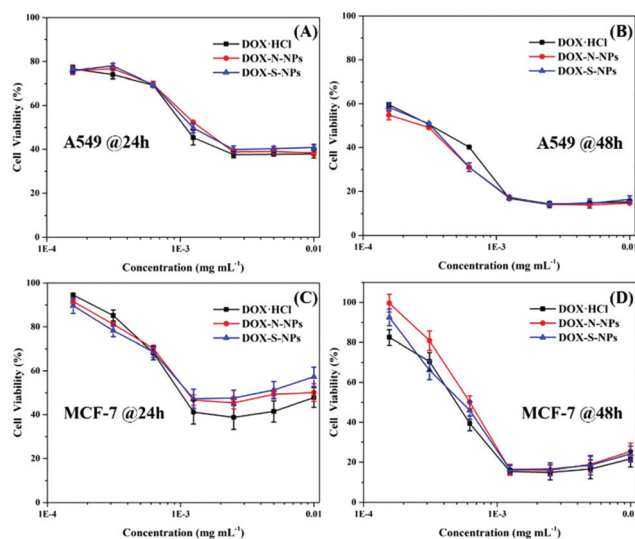 100
80
60
40
20
0
Cell Viability (%)
(A)
DOX·HCl
DOX-N-NPs
DOX-S-NPs
A549 @24h
1E-4
1E-3
0.01
Concentration (mg mL-1)
100
80
60
40
20
0
Cell Viability (%)
(B)
DOX·HCl
DOX-N-NPs
DOX-S-NPs
A549 @48h
1E-4
1E-3
0.01
Concentration (mg mL-1)
100
80
60
40
20
0
Cell Viability (%)
(C)
DOX·HCl
DOX-N-NPs
DOX-S-NPs
MCF-7 @24h
1E-4
1E-3
0.01
Concentration (mg mL-1)
120
100
80
60
40
20
0
Cell Viability (%)
(D)
DOX·HCl
DOX-N-NPs
DOX-S-NPs
MCF-7 @48h
1E-4
1E-3
0.01
Concentration (mg mL-1)